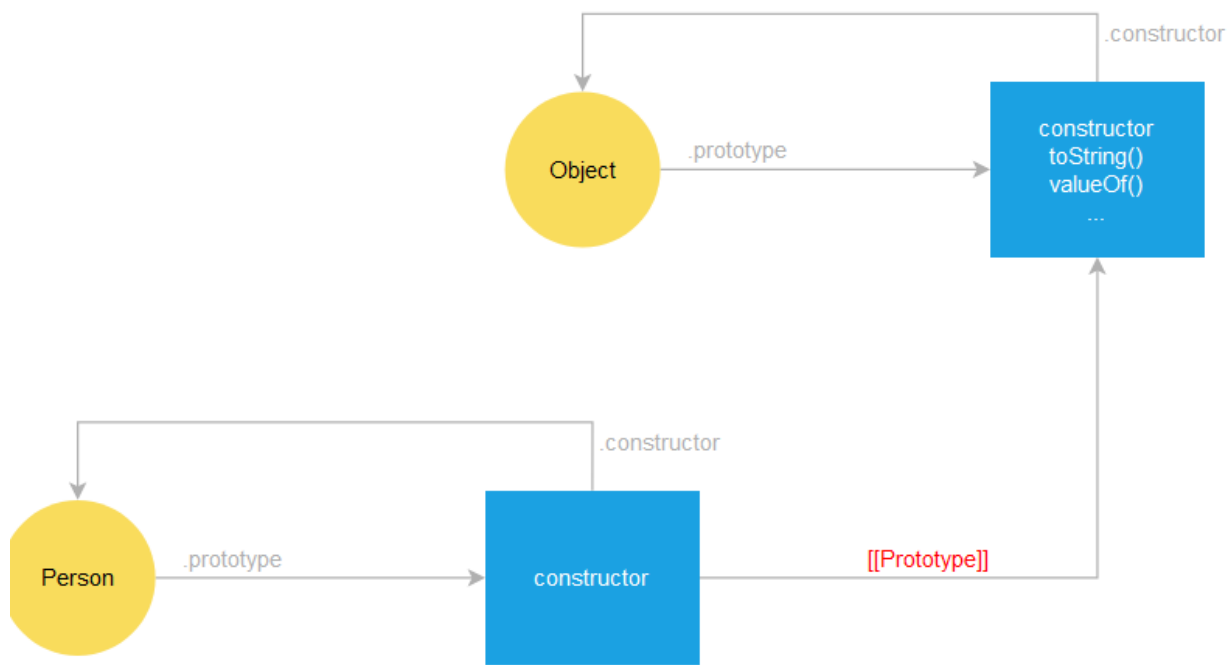 .constructor
Object
.prototype
constructor
toString()
valueOf()
...
.constructor
Person
.prototype
constructor
[[Prototype]]